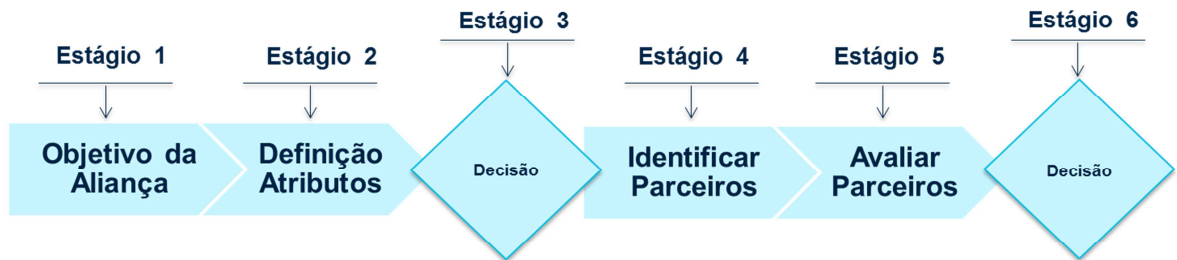 Estágio 1
Objetivo da
Aliança
Estágio 2
Definição
Atributos
Estágio 3
Decisão
Estágio 4
Identificar
Parceiros
Estágio 5
Avaliar
Parceiros
Estágio 6
Decisão